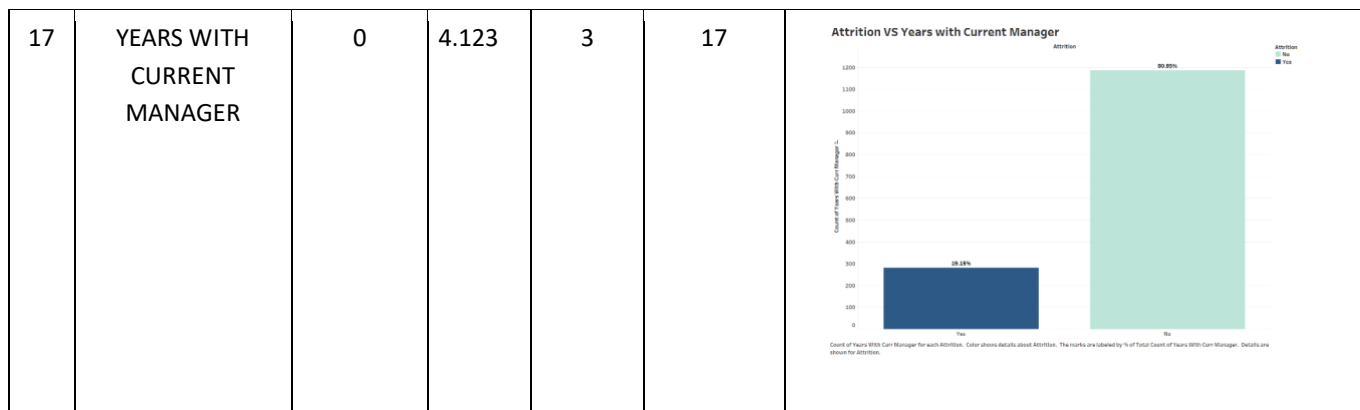 17
YEARS WITH
CURRENT
MANAGER
0
4.123
3
17
Attrition VS Years with Current Manager
Attrition
Attrition
No
Yes
Count of Years With Curr Manager
1200
1100
1000
900
800
700
600
500
400
300
200
100
0
19.15%
80.85%
Yes
No
Count of Years With Curr Manager for each Attrition. Color shows details about Attrition. The marks are labeled by % of Total Count of Years With Curr Manager. Details are
shown for Attrition.